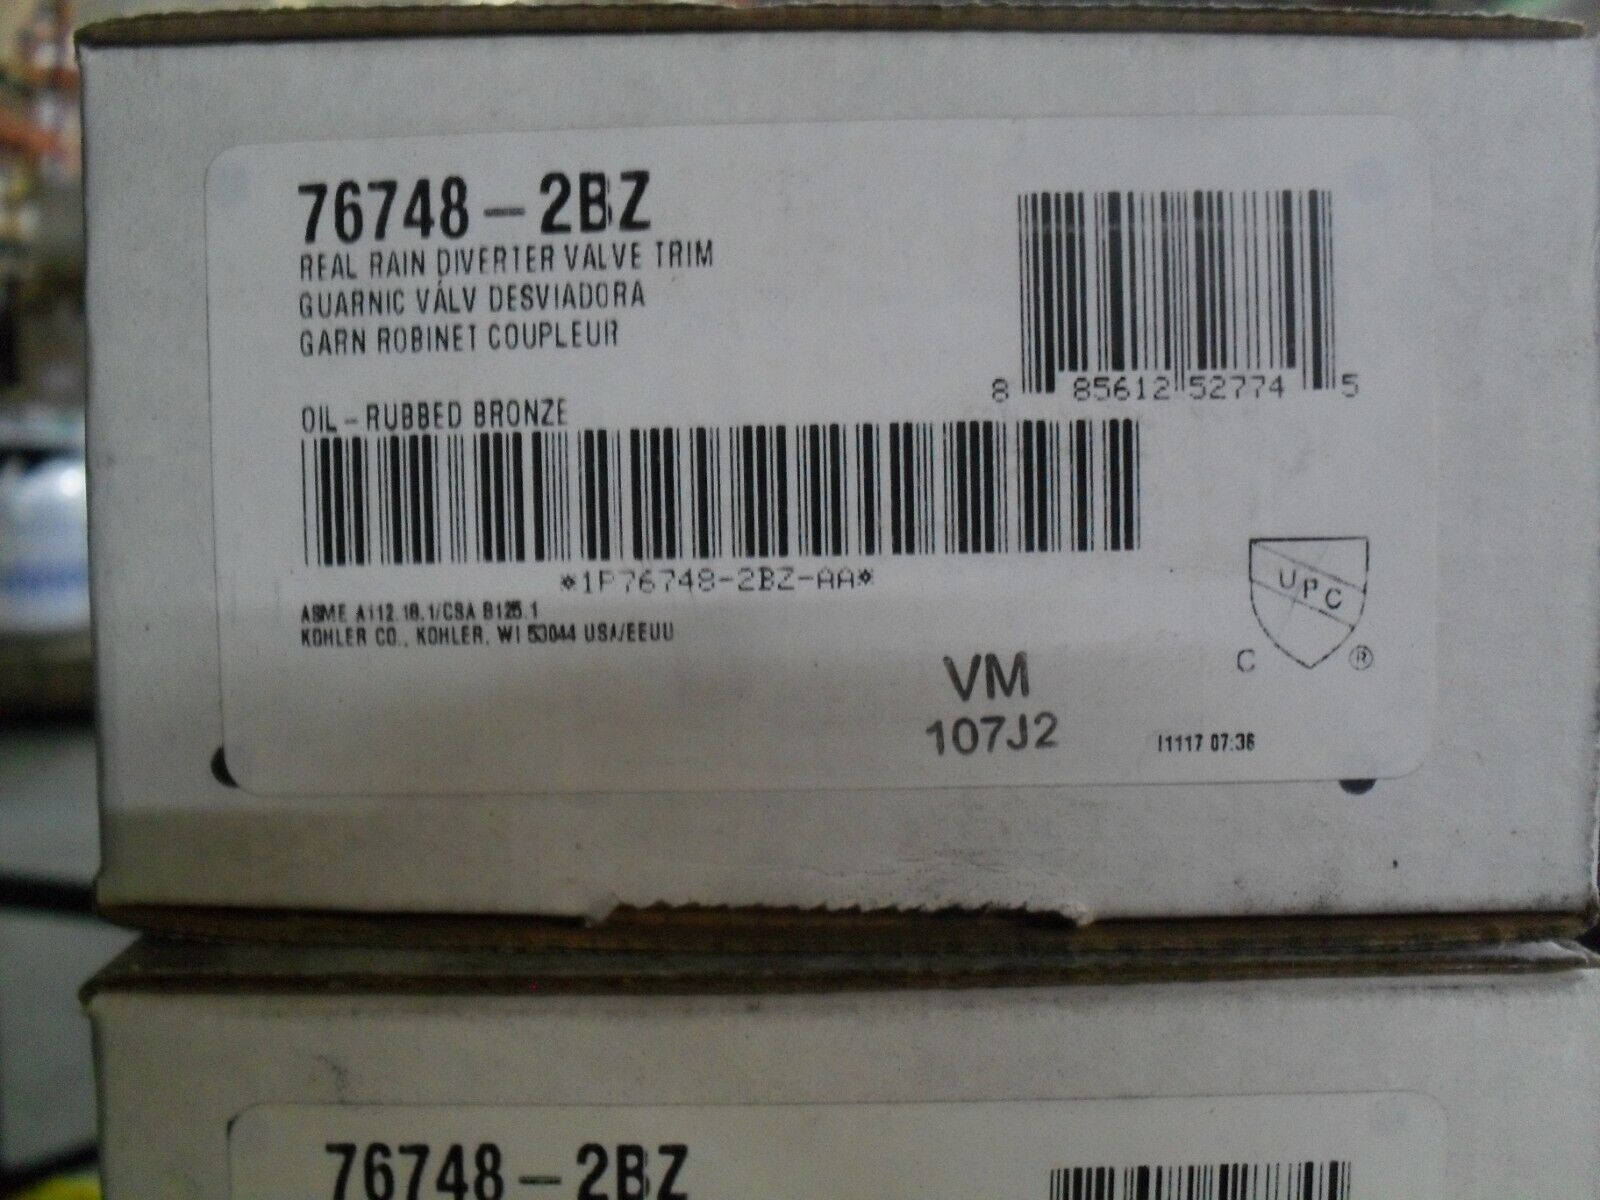 76748-2BZ
REAL RAIN DIVERTER VALVE TRIM
GUARNIC VÁLV DESVIADORA
GARN ROBINET COUPLEUR
8 85612 52774 5
OIL-RUBBED BRONZE
*1P76748-2BZ-AA*
ASME A112.18.1/CSA B125.1
KOHLER CO., KOHLER, WI 53044 USA/EEUU
UPC
C ®
VM
107J2
I1117 07:36
76748-2BZ